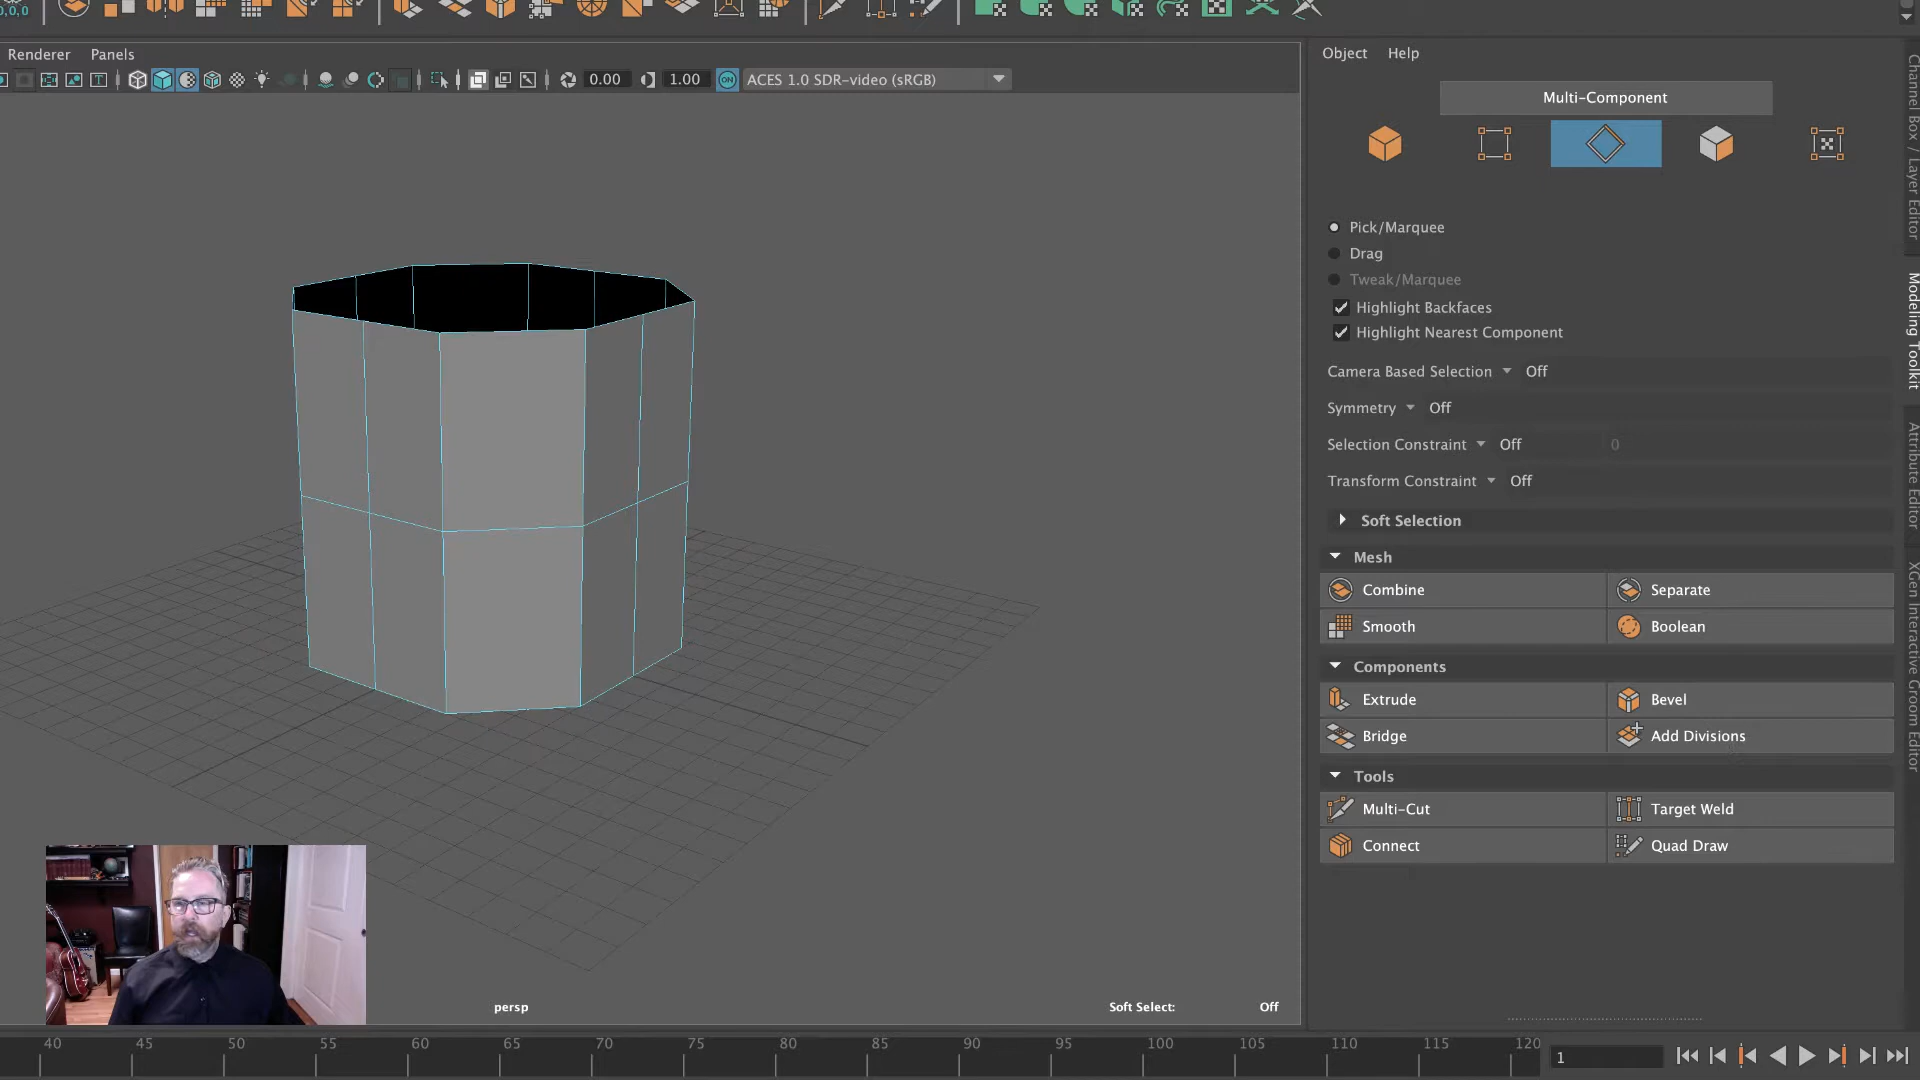 0,0,0
Renderer Panels
0.00 1.00 ON ACES 1.0 SDR-video (sRGB)
Object Help
Multi-Component
Pick/Marquee
Drag
Tweak/Marquee
Highlight Backfaces
Highlight Nearest Component
Camera Based Selection Off
Symmetry Off
Selection Constraint Off 0
Transform Constraint Off
Soft Selection
Mesh
Combine Separate
Smooth Boolean
Components
Extrude Bevel
Bridge Add Divisions
Tools
Multi-Cut Target Weld
Connect Quad Draw
Channel Box / Layer Editor
Modeling Toolkit
Attribute Editor
XGen Interactive Groom Editor
persp
Soft Select: Off
40 45 50 55 60 65 70 75 80 85 90 95 100 105 110 115 120
1